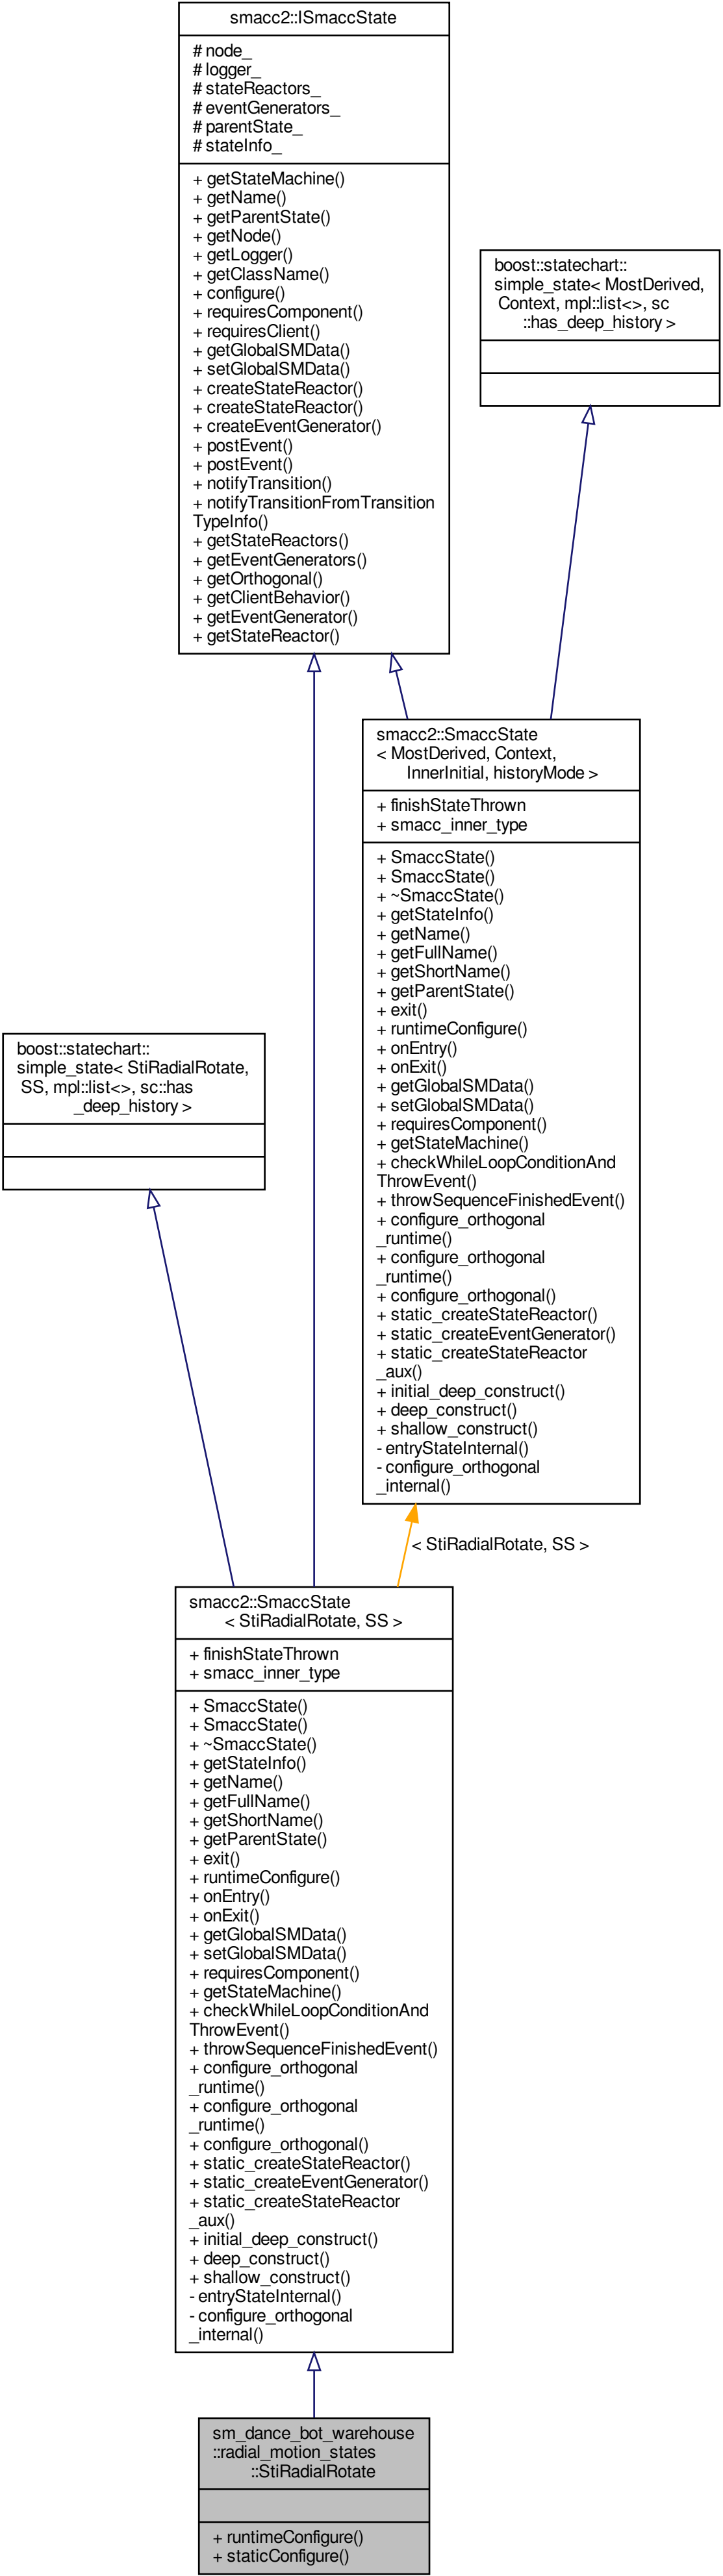 smacc2::ISmaccState
# node_
# logger_
# stateReactors_
# eventGenerators_
# parentState_
# stateInfo_
+ getStateMachine()
+ getName()
+ getParentState()
+ getNode()
+ getLogger()
+ getClassName()
+ configure()
+ requiresComponent()
+ requiresClient()
+ getGlobalSMData()
+ setGlobalSMData()
+ createStateReactor()
+ createStateReactor()
+ createEventGenerator()
+ postEvent()
+ postEvent()
+ notifyTransition()
+ notifyTransitionFromTransition
TypeInfo()
+ getStateReactors()
+ getEventGenerators()
+ getOrthogonal()
+ getClientBehavior()
+ getEventGenerator()
+ getStateReactor()
boost::statechart::
simple_state< MostDerived,
Context, mpl::list<>, sc
::has_deep_history >
smacc2::SmaccState
< MostDerived, Context,
InnerInitial, historyMode >
+ finishStateThrown
+ smacc_inner_type
+ SmaccState()
+ SmaccState()
+ ~SmaccState()
+ getStateInfo()
+ getName()
+ getFullName()
+ getShortName()
+ getParentState()
+ exit()
+ runtimeConfigure()
+ onEntry()
+ onExit()
+ getGlobalSMData()
+ setGlobalSMData()
+ requiresComponent()
+ getStateMachine()
+ checkWhileLoopConditionAnd
ThrowEvent()
+ throwSequenceFinishedEvent()
+ configure_orthogonal
_runtime()
+ configure_orthogonal
_runtime()
+ configure_orthogonal()
+ static_createStateReactor()
+ static_createEventGenerator()
+ static_createStateReactor
_aux()
+ initial_deep_construct()
+ deep_construct()
+ shallow_construct()
- entryStateInternal()
- configure_orthogonal
_internal()
boost::statechart::
simple_state< StiRadialRotate,
SS, mpl::list<>, sc::has
_deep_history >
< StiRadialRotate, SS >
smacc2::SmaccState
< StiRadialRotate, SS >
+ finishStateThrown
+ smacc_inner_type
+ SmaccState()
+ SmaccState()
+ ~SmaccState()
+ getStateInfo()
+ getName()
+ getFullName()
+ getShortName()
+ getParentState()
+ exit()
+ runtimeConfigure()
+ onEntry()
+ onExit()
+ getGlobalSMData()
+ setGlobalSMData()
+ requiresComponent()
+ getStateMachine()
+ checkWhileLoopConditionAnd
ThrowEvent()
+ throwSequenceFinishedEvent()
+ configure_orthogonal
_runtime()
+ configure_orthogonal
_runtime()
+ configure_orthogonal()
+ static_createStateReactor()
+ static_createEventGenerator()
+ static_createStateReactor
_aux()
+ initial_deep_construct()
+ deep_construct()
+ shallow_construct()
- entryStateInternal()
- configure_orthogonal
_internal()
sm_dance_bot_warehouse
::radial_motion_states
::StiRadialRotate
+ runtimeConfigure()
+ staticConfigure()